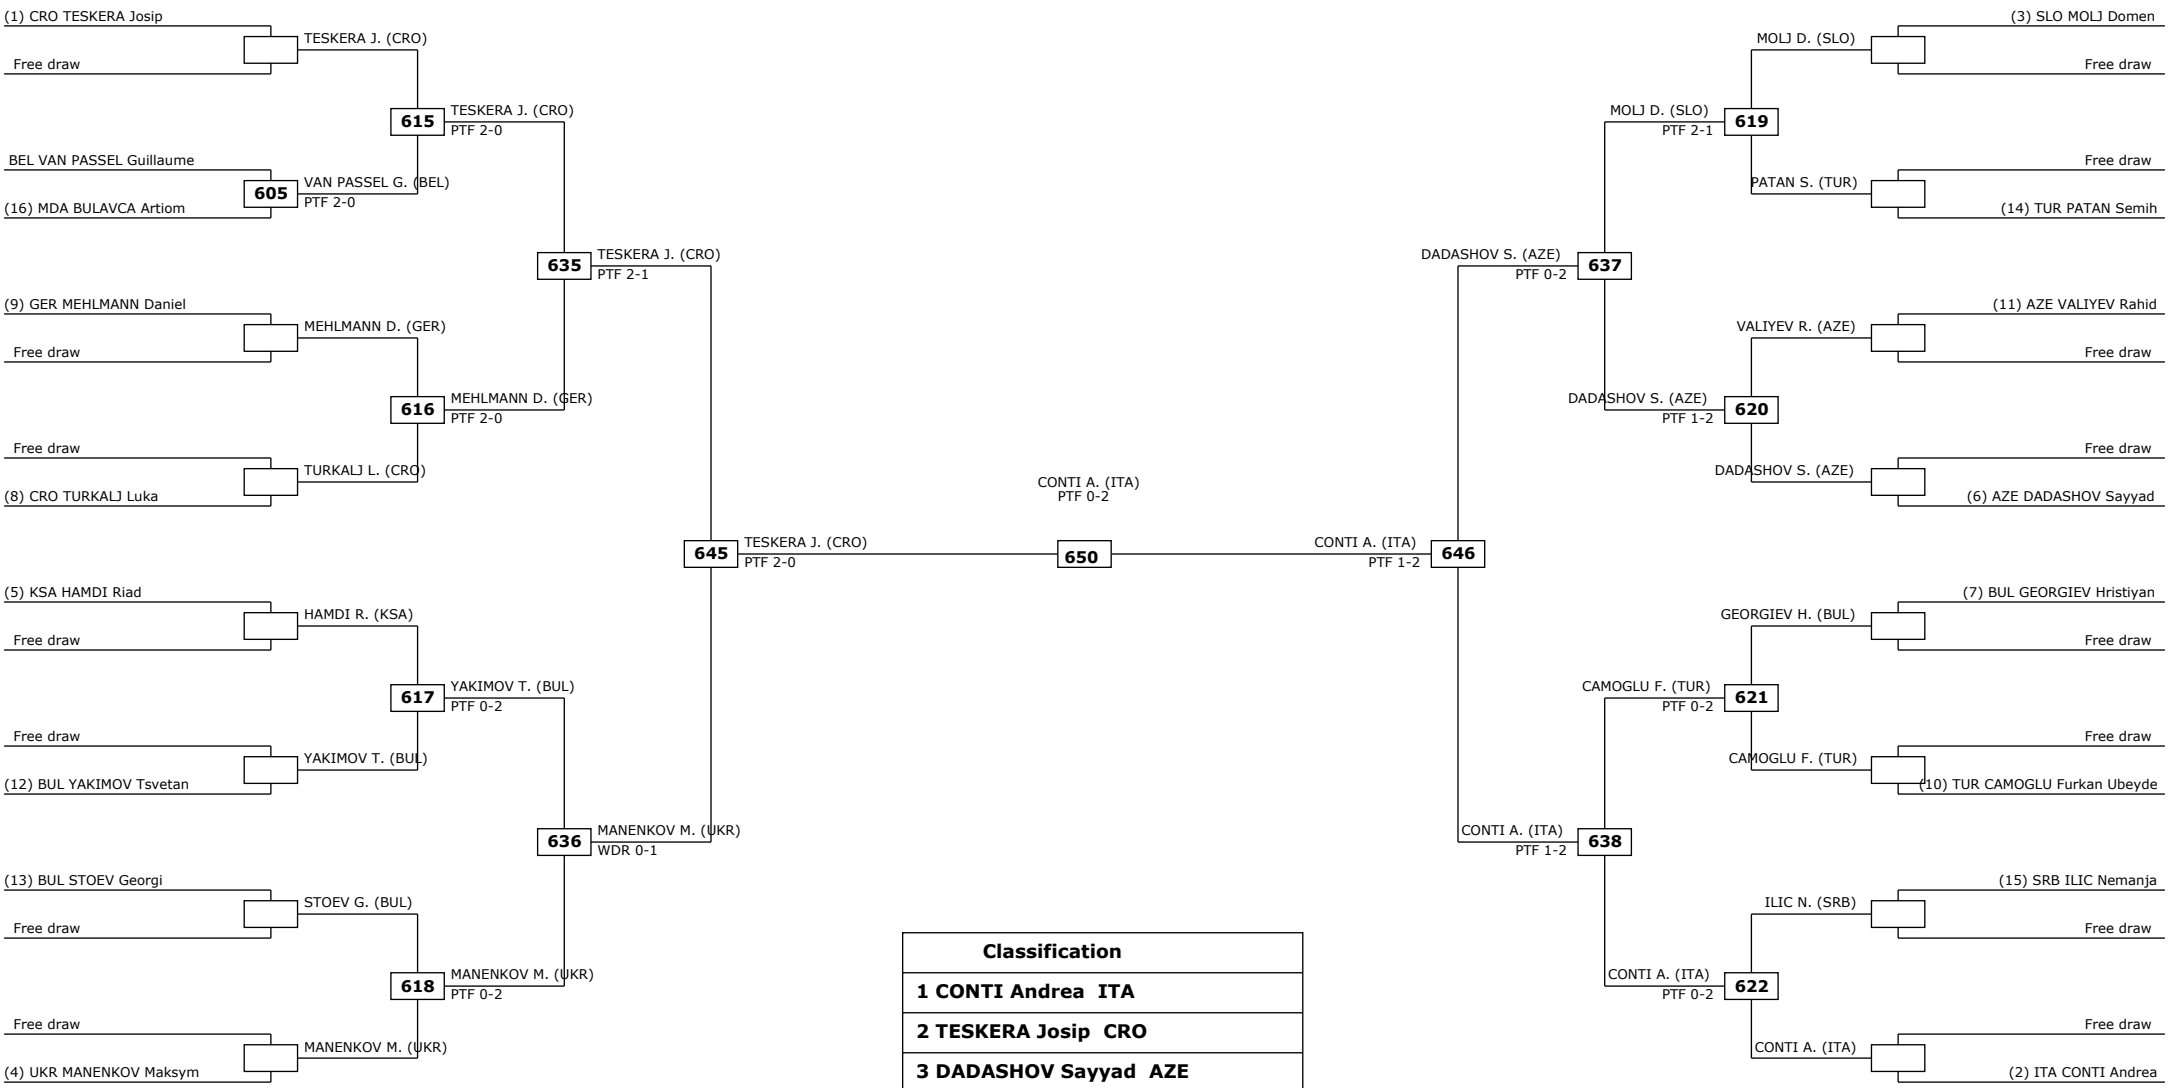 (1) CRO TESKERA Josip
TESKERA J. (CRO)
Free draw
615
TESKERA J. (CRO)
PTF 2-0
BEL VAN PASSEL Guillaume
605
VAN PASSEL G. (BEL)
PTF 2-0
(16) MDA BULAVCA Artiom
635
TESKERA J. (CRO)
PTF 2-1
(9) GER MEHLMANN Daniel
MEHLMANN D. (GER)
Free draw
616
MEHLMANN D. (GER)
PTF 2-0
Free draw
TURKALJ L. (CRO)
(8) CRO TURKALJ Luka
645
TESKERA J. (CRO)
PTF 2-0
(5) KSA HAMDI Riad
HAMDI R. (KSA)
Free draw
617
YAKIMOV T. (BUL)
PTF 0-2
Free draw
YAKIMOV T. (BUL)
(12) BUL YAKIMOV Tsvetan
636
MANENKOV M. (UKR)
WDR 0-1
(13) BUL STOEV Georgi
STOEV G. (BUL)
Free draw
618
MANENKOV M. (UKR)
PTF 0-2
Free draw
MANENKOV M. (UKR)
(4) UKR MANENKOV Maksym
CONTI A. (ITA)
PTF 0-2
650
(3) SLO MOLJ Domen
MOLJ D. (SLO)
Free draw
MOLJ D. (SLO)
PTF 2-1
619
Free draw
PATAN S. (TUR)
(14) TUR PATAN Semih
DADASHOV S. (AZE)
PTF 0-2
637
(11) AZE VALIYEV Rahid
VALIYEV R. (AZE)
Free draw
DADASHOV S. (AZE)
PTF 1-2
620
Free draw
DADASHOV S. (AZE)
(6) AZE DADASHOV Sayyad
CONTI A. (ITA)
PTF 1-2
646
(7) BUL GEORGIEV Hristiyan
GEORGIEV H. (BUL)
Free draw
CAMOGLU F. (TUR)
PTF 0-2
621
Free draw
CAMOGLU F. (TUR)
(10) TUR CAMOGLU Furkan Ubeyde
CONTI A. (ITA)
PTF 1-2
638
(15) SRB ILIC Nemanja
ILIC N. (SRB)
Free draw
CONTI A. (ITA)
PTF 0-2
622
Free draw
CONTI A. (ITA)
(2) ITA CONTI Andrea
Classification
1 CONTI Andrea ITA
2 TESKERA Josip CRO
3 DADASHOV Sayyad AZE